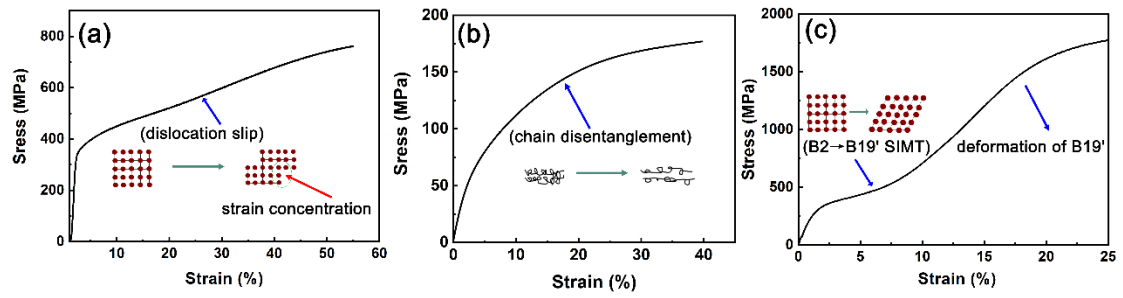 (a)
Sress (MPa)
800
600
400
200
0
(dislocation slip)
strain concentration
10 20 30 40 50 60
Strain (%)
(b)
Sress (MPa)
200
150
100
50
0
(chain disentanglement)
0 10 20 30 40
Strain (%)
(c)
Stress (MPa)
2000
1500
1000
500
0
(B2→B19' SIMT)
deformation of B19'
0 5 10 15 20 25
Strain (%)